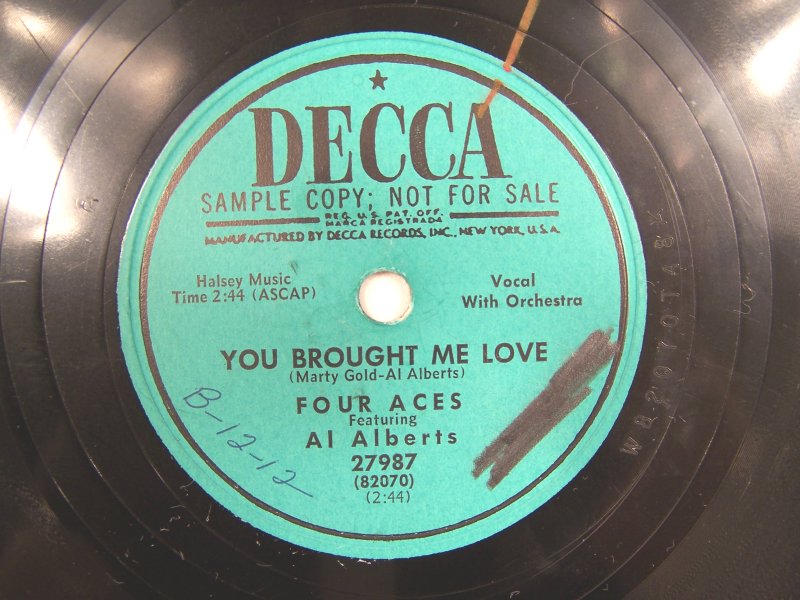 DECCA
SAMPLE COPY; NOT FOR SALE
REG. U.S. PAT. OFF.
MARCA REGISTRADA
MANUFACTURED BY DECCA RECORDS, INC., NEW YORK, U.S.A.
Halsey Music
Time 2:44 (ASCAP)
Vocal
With Orchestra
YOU BROUGHT ME LOVE
(Marty Gold-Al Alberts)
FOUR ACES
Featuring
Al Alberts
27987
(82070)
(2:44)
B-12-12